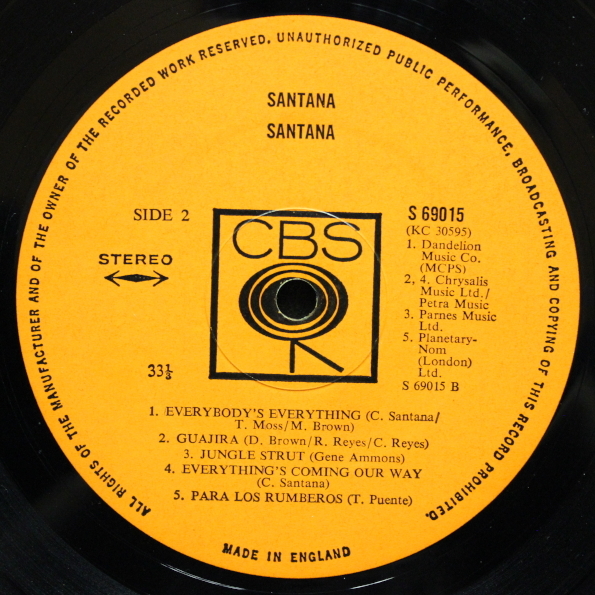 ALL RIGHTS OF THE MANUFACTURER AND OF THE OWNER OF THE RECORDED WORK RESERVED. UNAUTHORIZED PUBLIC PERFORMANCE, BROADCASTING AND COPYING OF THIS RECORD PROHIBITED.
SANTANA
SANTANA
SIDE 2
STEREO
33⅓
CBS
S 69015
(KC 30595)
1. Dandelion
Music Co.
(MCPS)
2, 4. Chrysalis
Music Ltd./
Petra Music
3. Parnes Music
Ltd.
5. Planetary-
Nom
(London)
Ltd.
S 69015 B
1. EVERYBODY'S EVERYTHING (C. Santana/
T. Moss/M. Brown)
2. GUAJIRA (D. Brown/R. Reyes/C. Reyes)
3. JUNGLE STRUT (Gene Ammons)
4. EVERYTHING'S COMING OUR WAY
(C. Santana)
5. PARA LOS RUMBEROS (T. Puente)
MADE IN ENGLAND